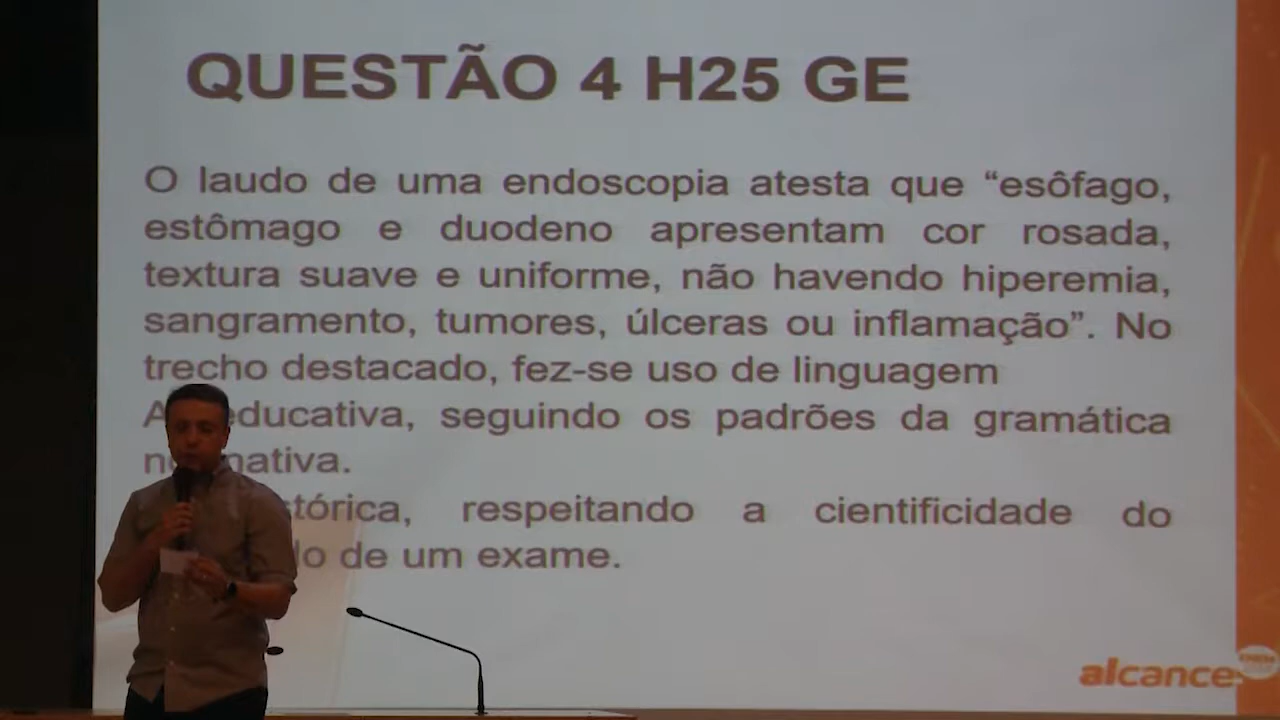 QUESTÃO 4 H25 GE
O laudo de uma endoscopia atesta que “esôfago,
estômago e duodeno apresentam cor rosada,
textura suave e uniforme, não havendo hiperemia,
sangramento, tumores, úlceras ou inflamação”. No
trecho destacado, fez-se uso de linguagem
educativa, seguindo os padrões da gramática
respeitando a cientificidade do
de um exame.
alcance